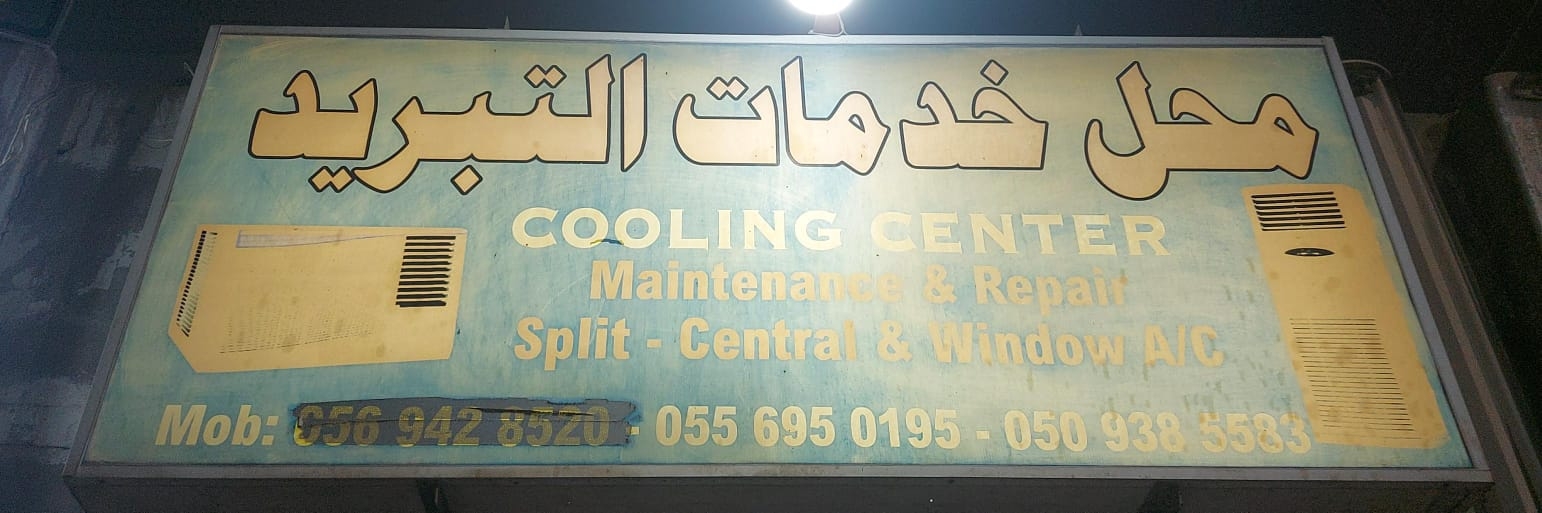 محل خدمات التبريد
COOLING CENTER
Maintenance & Repair
Split - Central & Window A/C
Mob: 056 942 8520 - 055 695 0195 - 050 938 5583